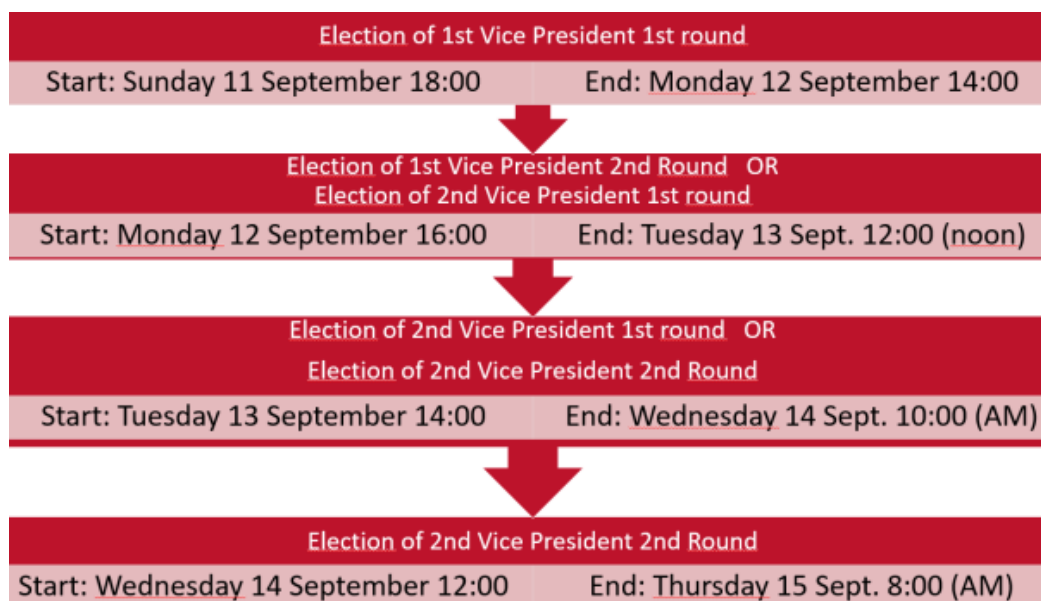 Election of 1st Vice President 1st round
Start: Sunday 11 September 18:00 End: Monday 12 September 14:00
Election of 1st Vice President 2nd Round OR
Election of 2nd Vice President 1st round
Start: Monday 12 September 16:00 End: Tuesday 13 Sept. 12:00 (noon)
Election of 2nd Vice President 1st round OR
Election of 2nd Vice President 2nd Round
Start: Tuesday 13 September 14:00 End: Wednesday 14 Sept. 10:00 (AM)
Election of 2nd Vice President 2nd Round
Start: Wednesday 14 September 12:00 End: Thursday 15 Sept. 8:00 (AM)